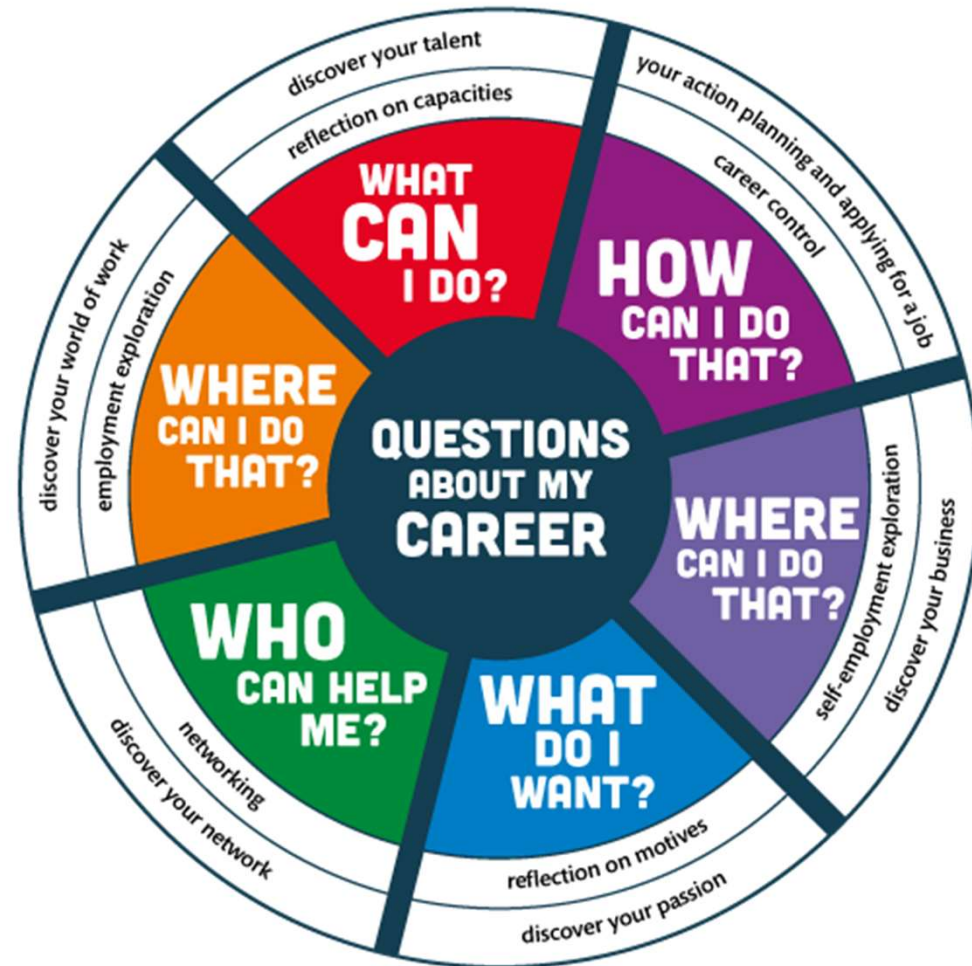 QUESTIONS
ABOUT MY
CAREER
discover your talent
reflection on capacities
WHAT
CAN
I DO?
your action planning and applying for a job
career control
HOW
CAN I DO
THAT?
discover your business
self-employment exploration
WHERE
CAN I DO
THAT?
WHAT
DO I
WANT?
reflection on motives
discover your passion
WHO
CAN HELP
ME?
networking
discover your network
discover your world of work
employment exploration
WHERE
CAN I DO
THAT?